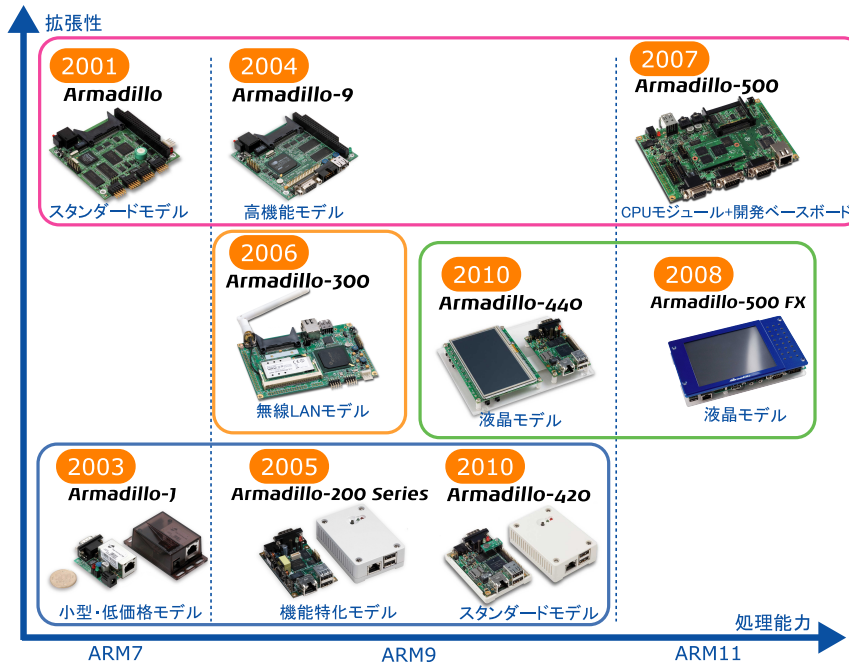 拡張性
2001
Armadillo
スタンダードモデル
2004
Armadillo-9
高機能モデル
2007
Armadillo-500
CPUモジュール+開発ベースボード
2006
Armadillo-300
無線LANモデル
2010
Armadillo-440
液晶モデル
2008
Armadillo-500 FX
液晶モデル
2003
Armadillo-J
小型・低価格モデル
2005
Armadillo-200 Series
機能特化モデル
2010
Armadillo-420
スタンダードモデル
処理能力
ARM7
ARM9
ARM11